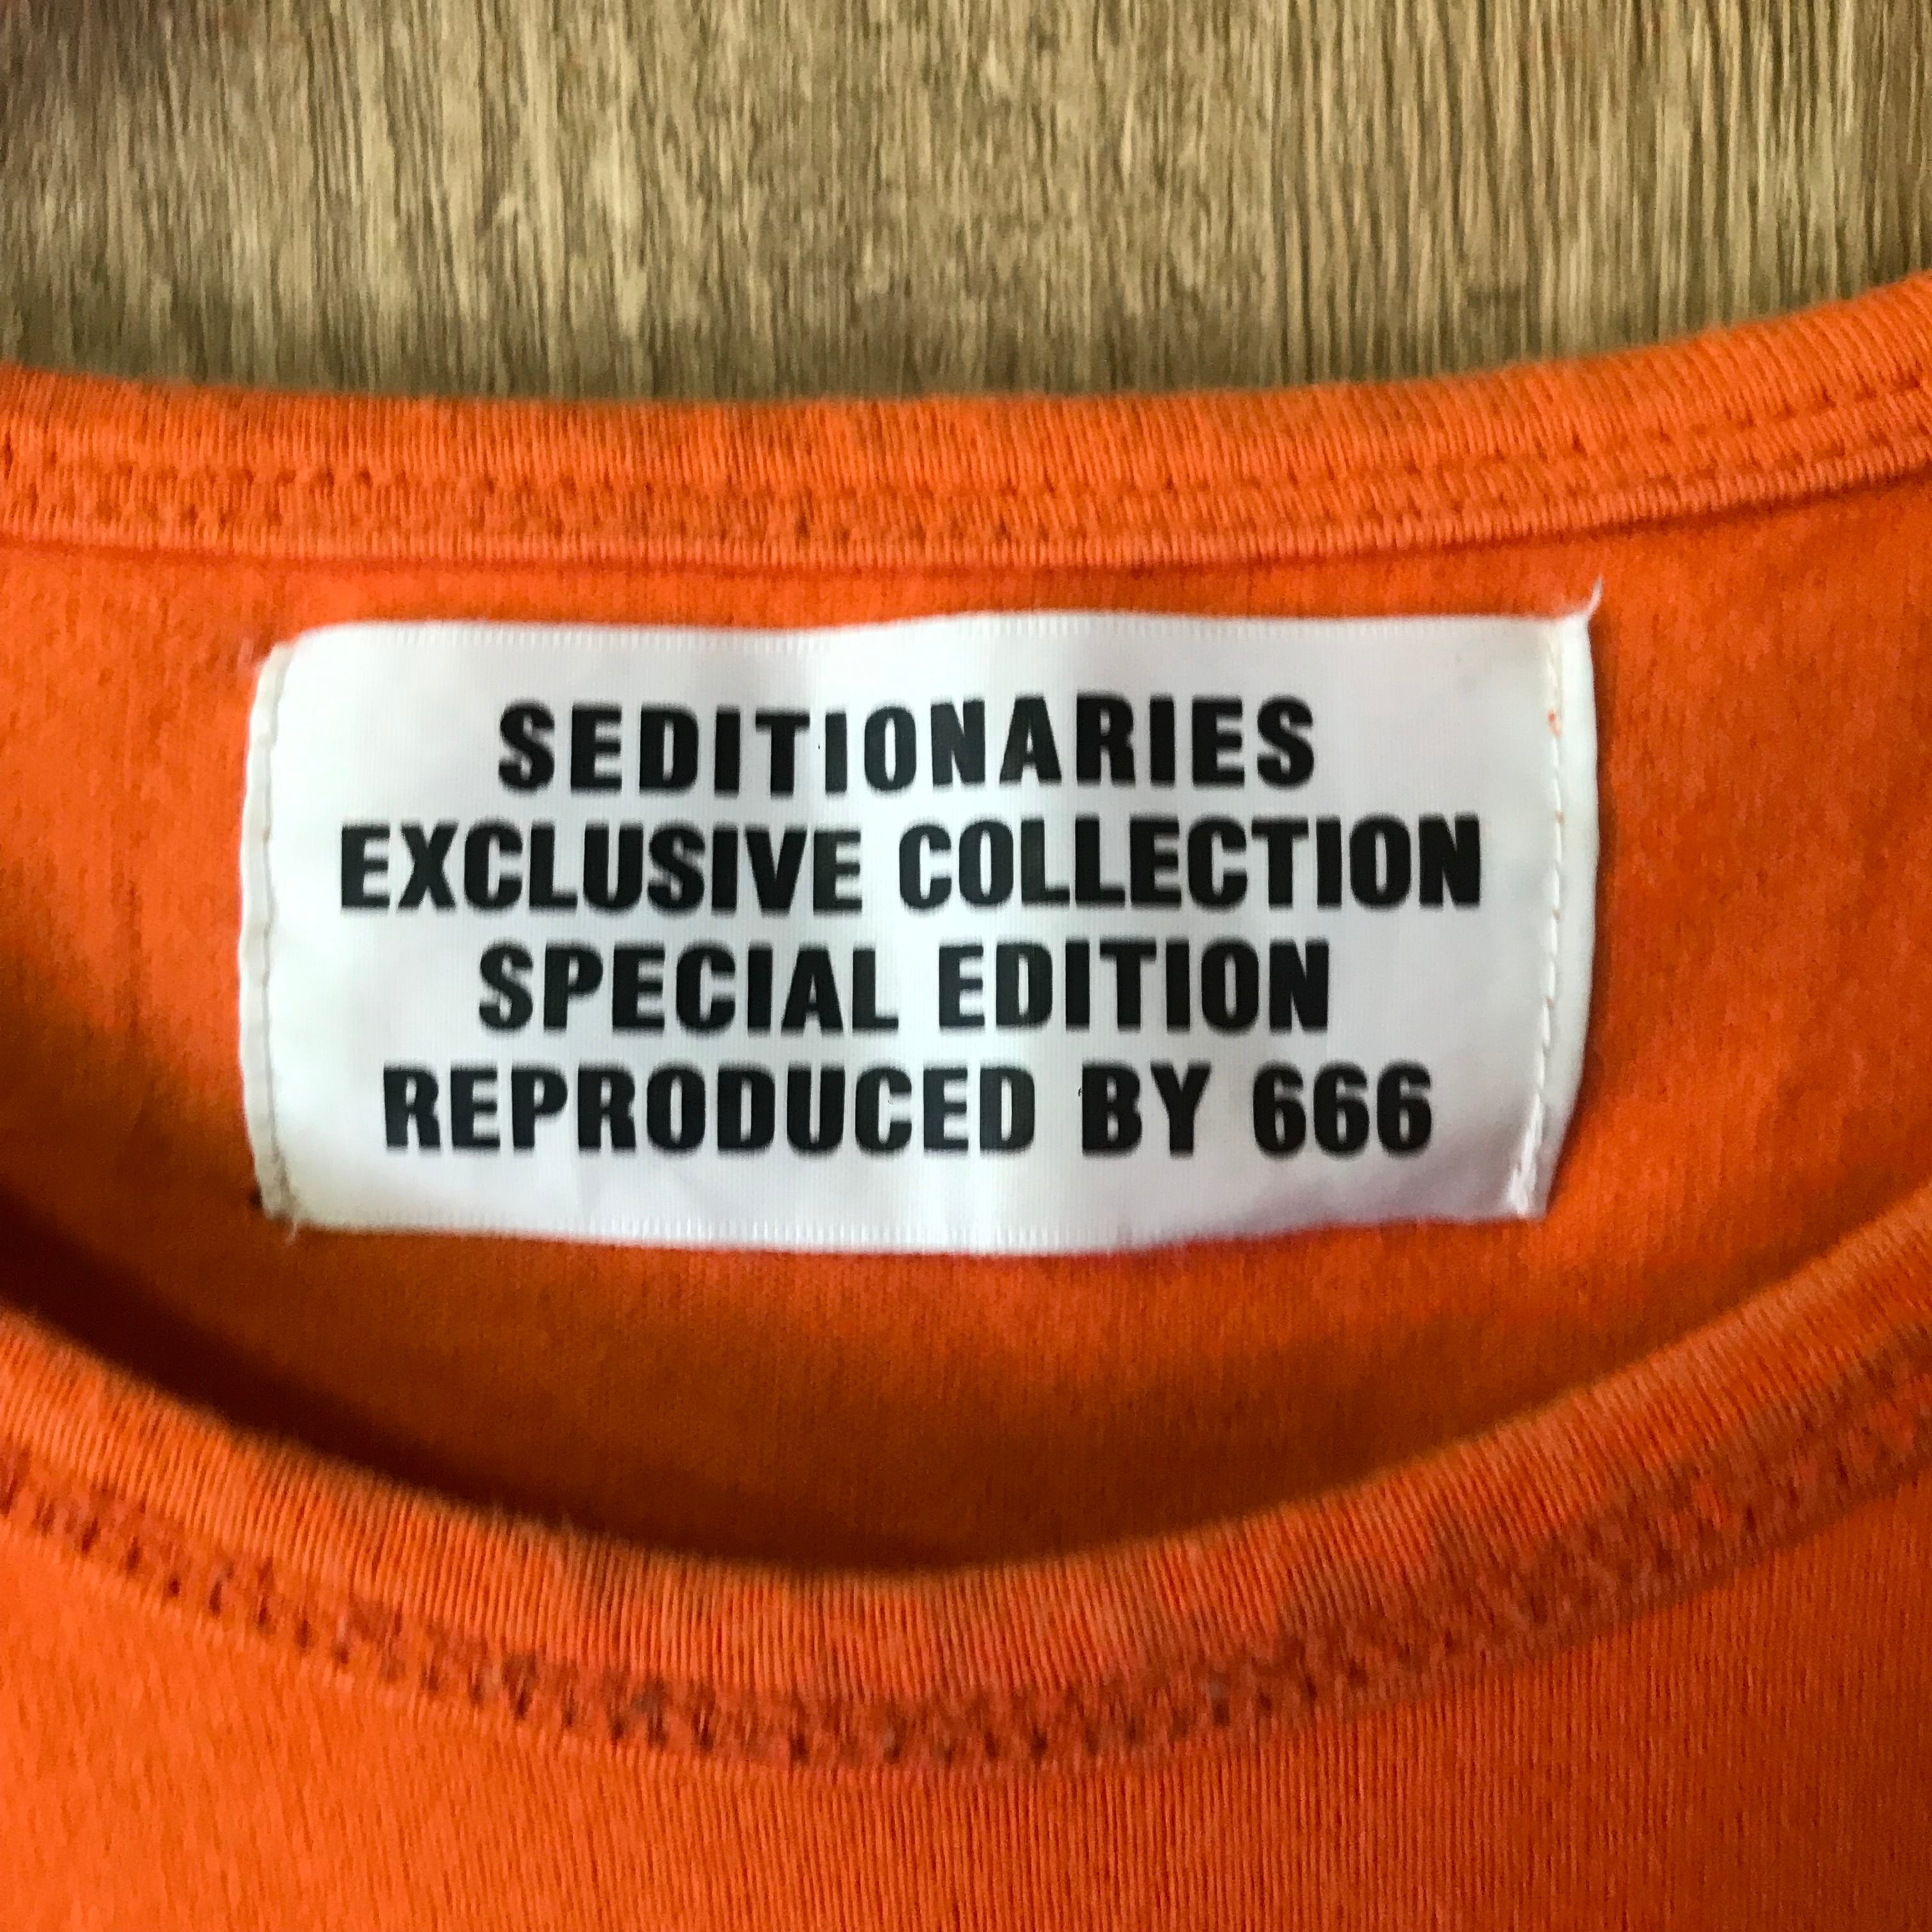 SEDITIONARIES
EXCLUSIVE COLLECTION
SPECIAL EDITION
REPRODUCED BY 666